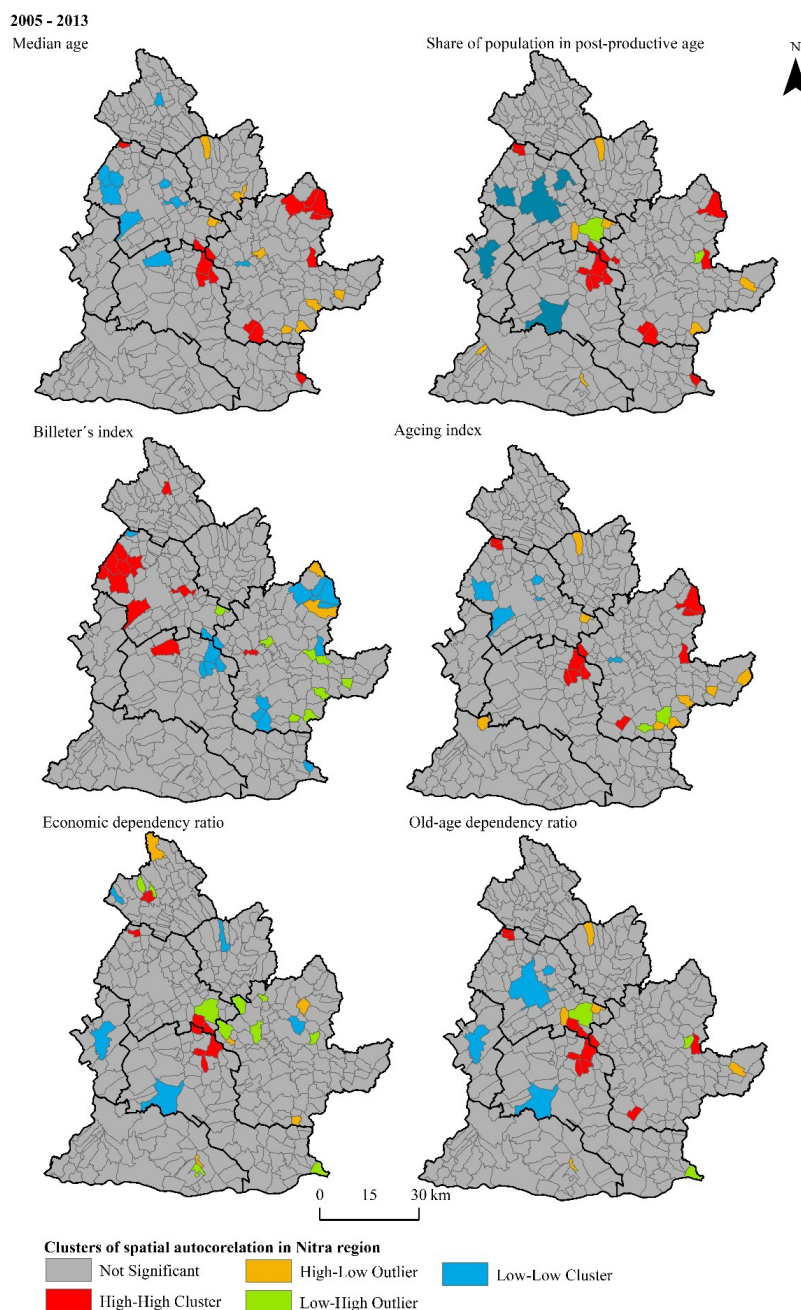 2005 - 2013
Median age
Share of population in post-productive age
N
Billeter´s index
Ageing index
Economic dependency ratio
Old-age dependency ratio
0 15 30 km
Clusters of spatial autocorelation in Nitra region
Not Significant
High-Low Outlier
Low-Low Cluster
High-High Cluster
Low-High Outlier